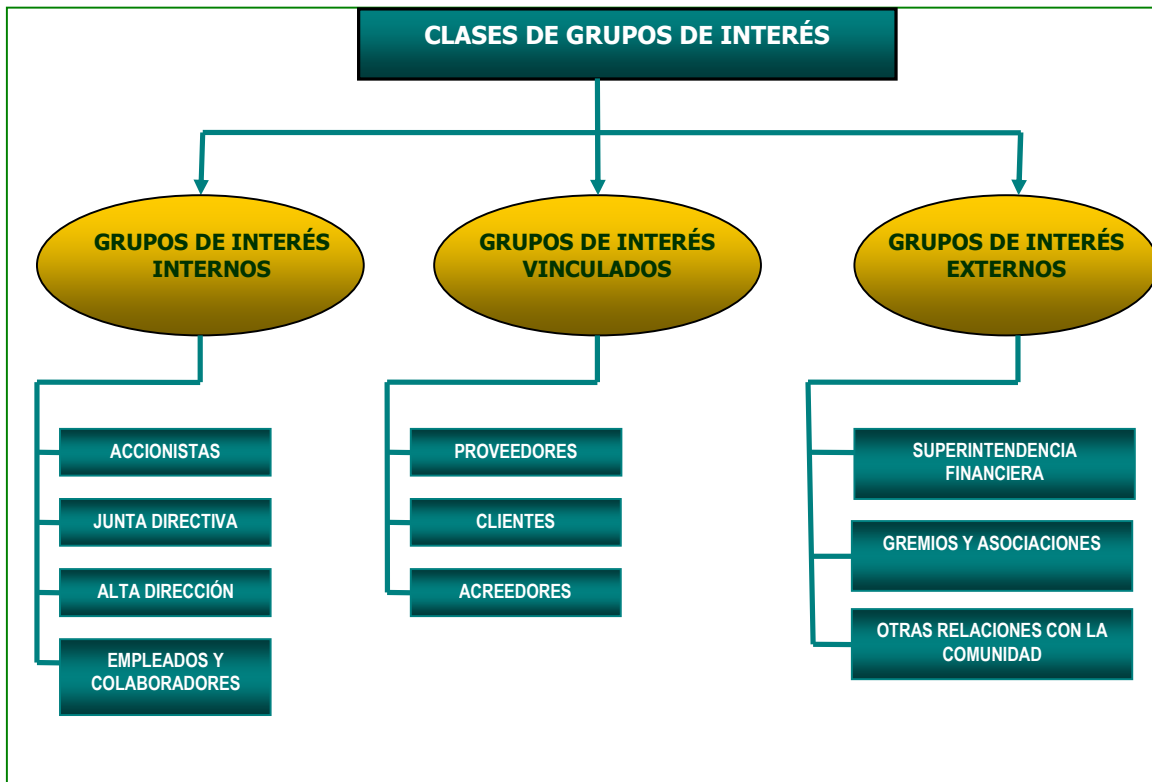 CLASES DE GRUPOS DE INTERÉS
GRUPOS DE INTERÉS
INTERNOS
GRUPOS DE INTERÉS
VINCULADOS
GRUPOS DE INTERÉS
EXTERNOS
ACCIONISTAS
JUNTA DIRECTIVA
ALTA DIRECCIÓN
EMPLEADOS Y
COLABORADORES
PROVEEDORES
CLIENTES
ACREEDORES
SUPERINTENDENCIA
FINANCIERA
GREMIOS Y ASOCIACIONES
OTRAS RELACIONES CON LA
COMUNIDAD